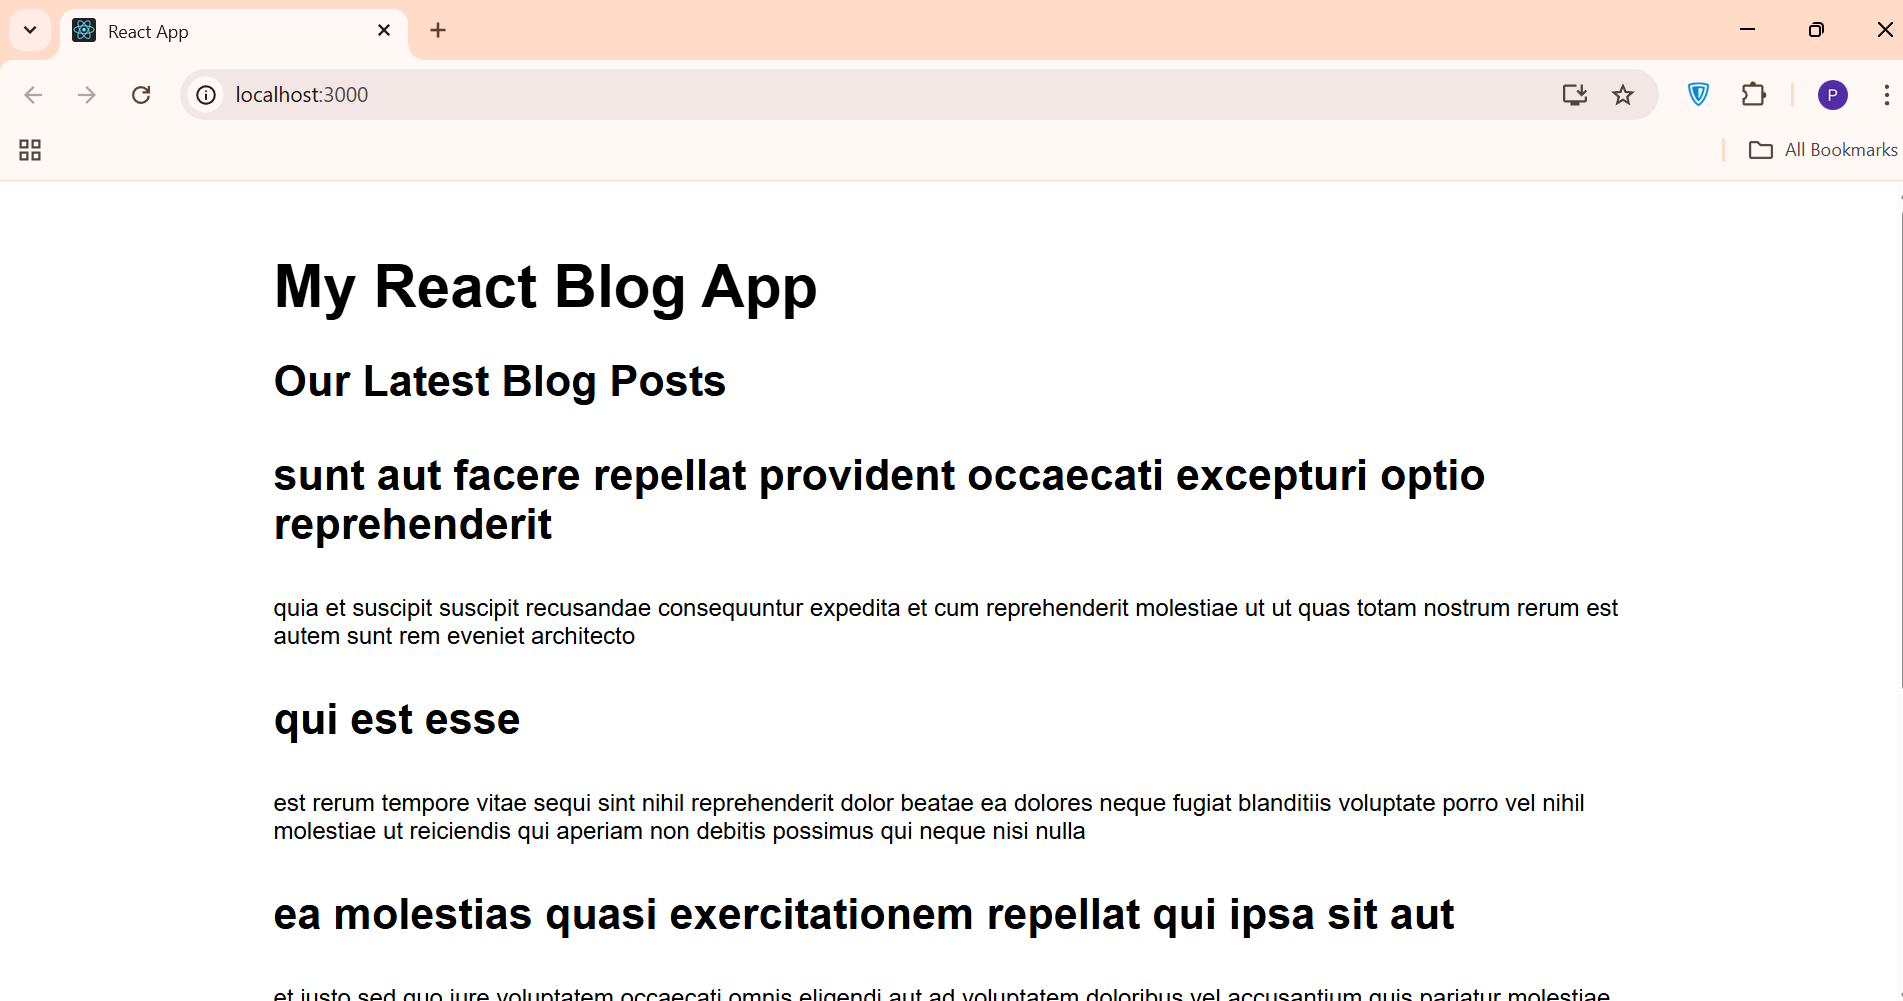 React App
localhost:3000
P
All Bookmarks
My React Blog App
Our Latest Blog Posts
sunt aut facere repellat provident occaecati excepturi optio
reprehenderit
quia et suscipit suscipit recusandae consequuntur expedita et cum reprehenderit molestiae ut ut quas totam nostrum rerum est
autem sunt rem eveniet architecto
qui est esse
est rerum tempore vitae sequi sint nihil reprehenderit dolor beatae ea dolores neque fugiat blanditiis voluptate porro vel nihil
molestiae ut reiciendis qui aperiam non debitis possimus qui neque nisi nulla
ea molestias quasi exercitationem repellat qui ipsa sit aut
et iusto sed quo iure voluptatem occaecati omnis eligendi aut ad voluptatem doloribus vel accusantium quis pariatur molestiae